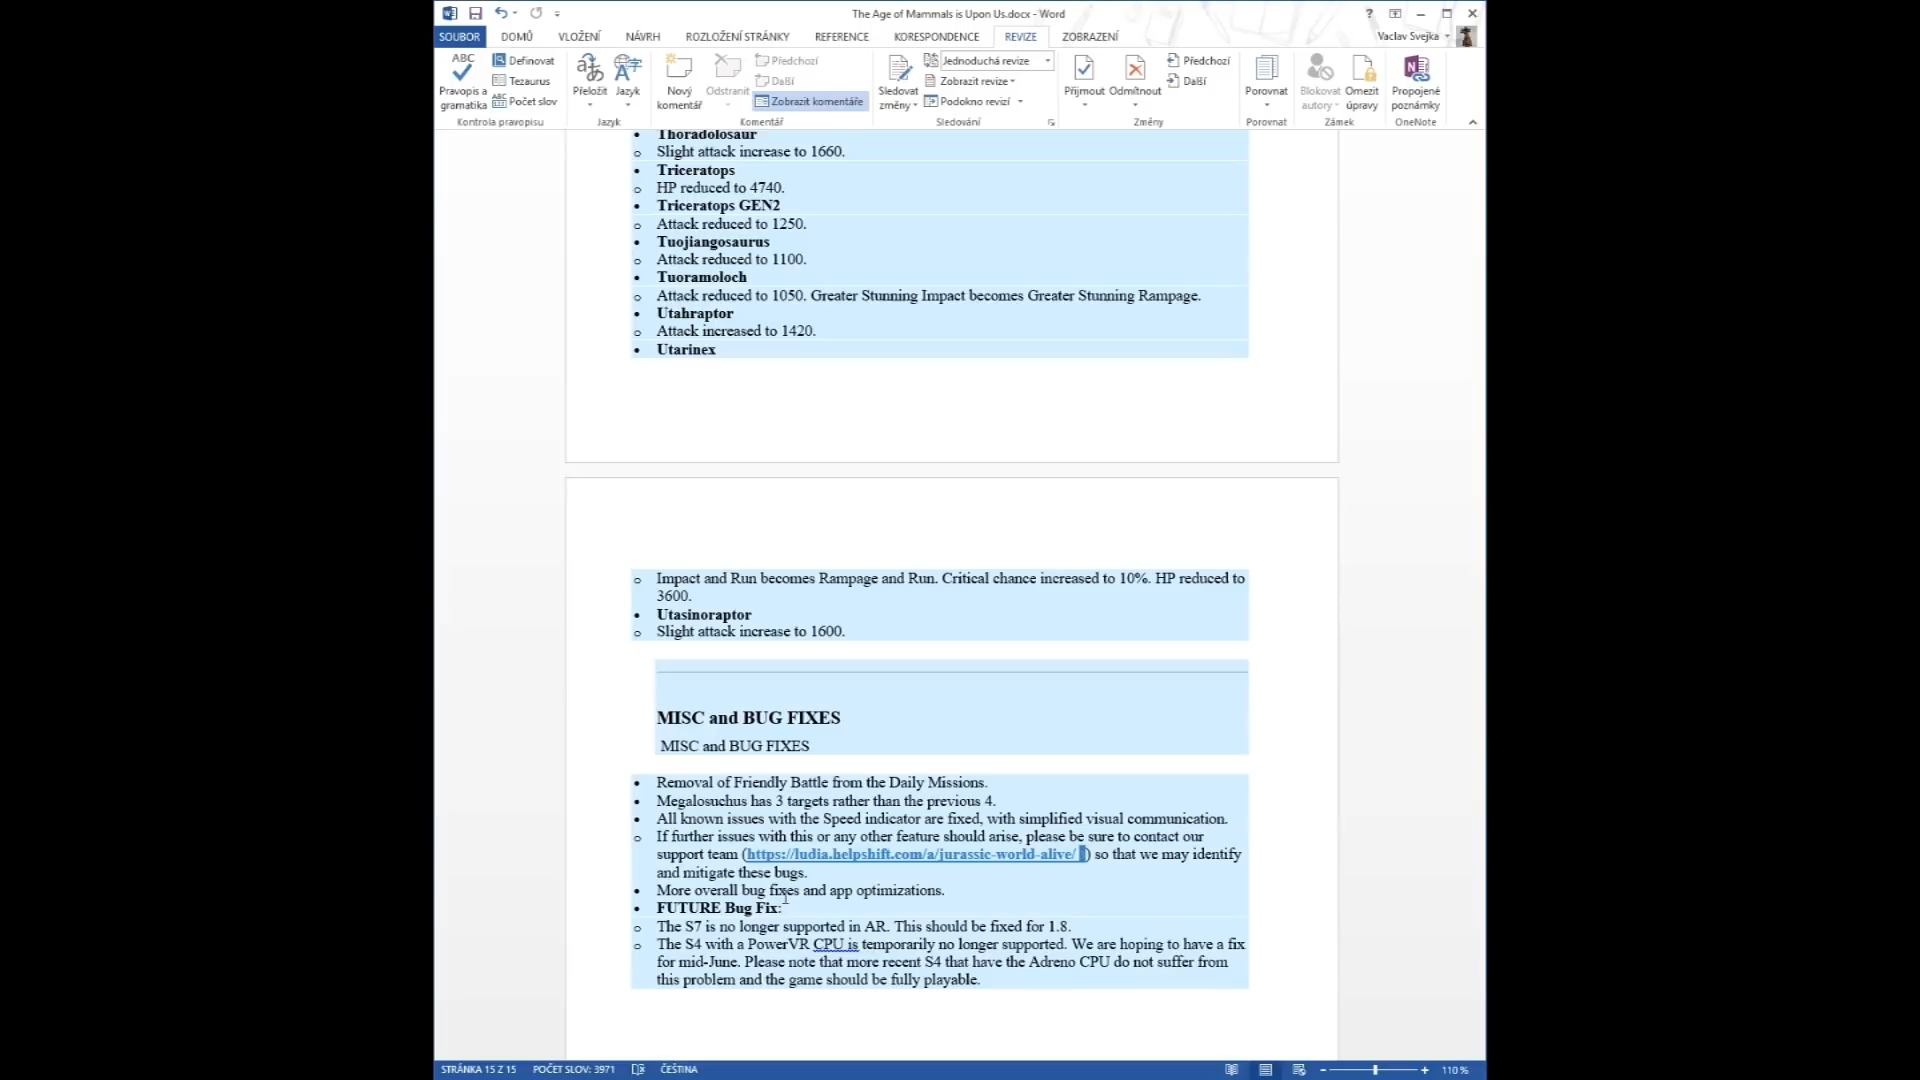 The Age of Mammals is Upon Us.docx - Word
?
SOUBOR DOMŮ VLOŽENÍ NÁVRH ROZLOŽENÍ STRÁNKY REFERENCE KORESPONDENCE REVIZE ZOBRAZENÍ Vaclav Svejka
ABC Definovat Předchozí Jednoduchá revize Předchozí
Tezaurus Další Zobrazit revize Další
Pravopis a gramatika Počet slov Přeložit Jazyk Nový komentář Odstranit Zobrazit komentáře Sledovat změny Podokno revizí Přijmout Odmítnout Porovnat Blokovat autory Omezit úpravy Propojené poznámky
Kontrola pravopisu Jazyk Komentář Sledování Změny Porovnat Zámek OneNote
• Thoradolosaur
o Slight attack increase to 1660.
• Triceratops
o HP reduced to 4740.
• Triceratops GEN2
o Attack reduced to 1250.
• Tuojiangosaurus
o Attack reduced to 1100.
• Tuoramoloch
o Attack reduced to 1050. Greater Stunning Impact becomes Greater Stunning Rampage.
• Utahraptor
o Attack increased to 1420.
• Utarinex
o Impact and Run becomes Rampage and Run. Critical chance increased to 10%. HP reduced to
3600.
• Utasinoraptor
o Slight attack increase to 1600.
MISC and BUG FIXES
MISC and BUG FIXES
• Removal of Friendly Battle from the Daily Missions.
• Megalosuchus has 3 targets rather than the previous 4.
• All known issues with the Speed indicator are fixed, with simplified visual communication.
o If further issues with this or any other feature should arise, please be sure to contact our
support team (https://ludia.helpshift.com/a/jurassic-world-alive/ ) so that we may identify
and mitigate these bugs.
• More overall bug fixes and app optimizations.
• FUTURE Bug Fix:
o The S7 is no longer supported in AR. This should be fixed for 1.8.
o The S4 with a PowerVR CPU is temporarily no longer supported. We are hoping to have a fix
for mid-June. Please note that more recent S4 that have the Adreno CPU do not suffer from
this problem and the game should be fully playable.
STRÁNKA 15 Z 15 POČET SLOV: 3971 ČEŠTINA 110 %